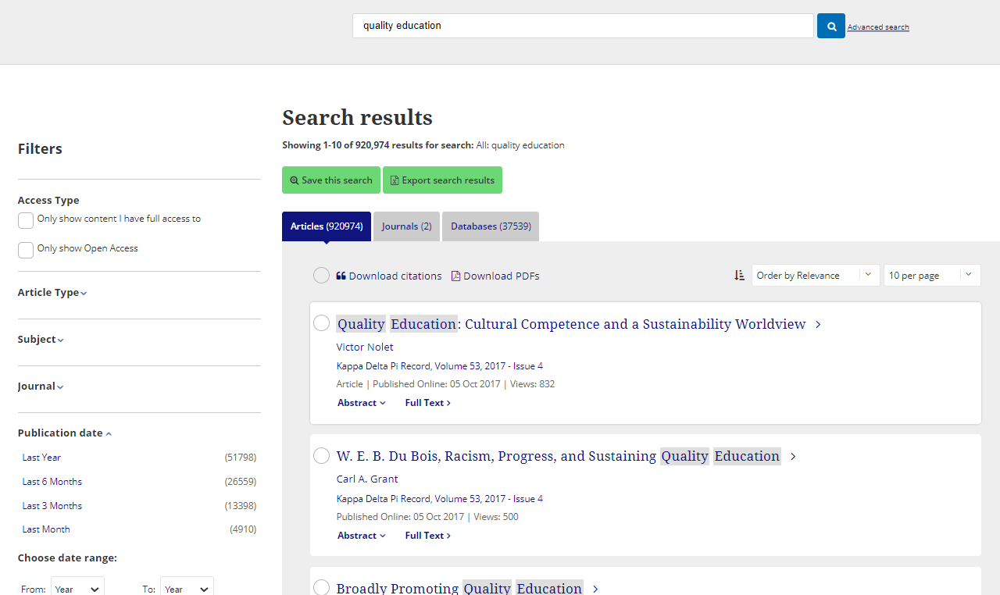 quality education
Advanced search
Search results
Showing 1-10 of 920,974 results for search: All: quality education
Save this search
Export search results
Filters
Access Type
Only show content I have full access to
Only show Open Access
Article Type
Subject
Journal
Publication date
Last Year (51798)
Last 6 Months (26559)
Last 3 Months (13398)
Last Month (4910)
Choose date range:
From: Year To: Year
Articles (920974) Journals (2) Databases (37539)
Download citations Download PDFs Order by Relevance 10 per page
Quality Education: Cultural Competence and a Sustainability Worldview
Victor Nolet
Kappa Delta Pi Record, Volume 53, 2017 - Issue 4
Article | Published Online: 05 Oct 2017 | Views: 832
Abstract Full Text
W. E. B. Du Bois, Racism, Progress, and Sustaining Quality Education
Carl A. Grant
Kappa Delta Pi Record, Volume 53, 2017 - Issue 4
Published Online: 05 Oct 2017 | Views: 500
Abstract Full Text
Broadly Promoting Quality Education